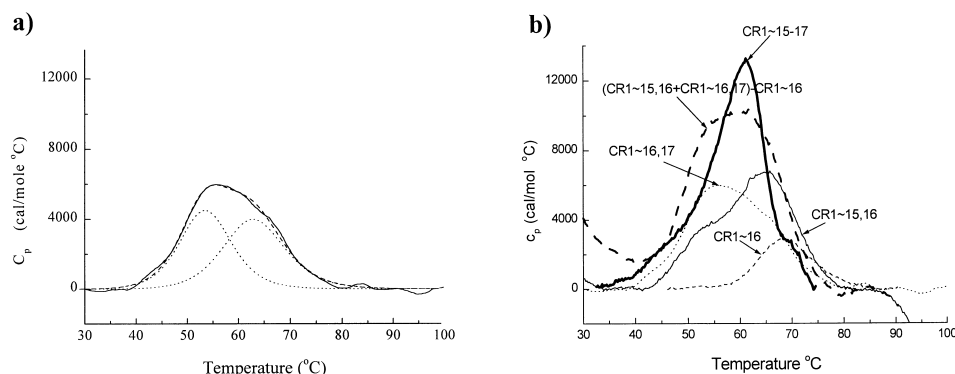 a)
12000
8000
4000
0
Cp (cal/mole °C)
30 40 50 60 70 80 90 100
Temperature (°C)
b)
CR1~15-17
(CR1~15,16+CR1~16,17)-CR1~16
CR1~16,17
CR1~15,16
CR1~16
12000
8000
4000
0
cp (cal/mol °C)
30 40 50 60 70 80 90 100
Temperature °C